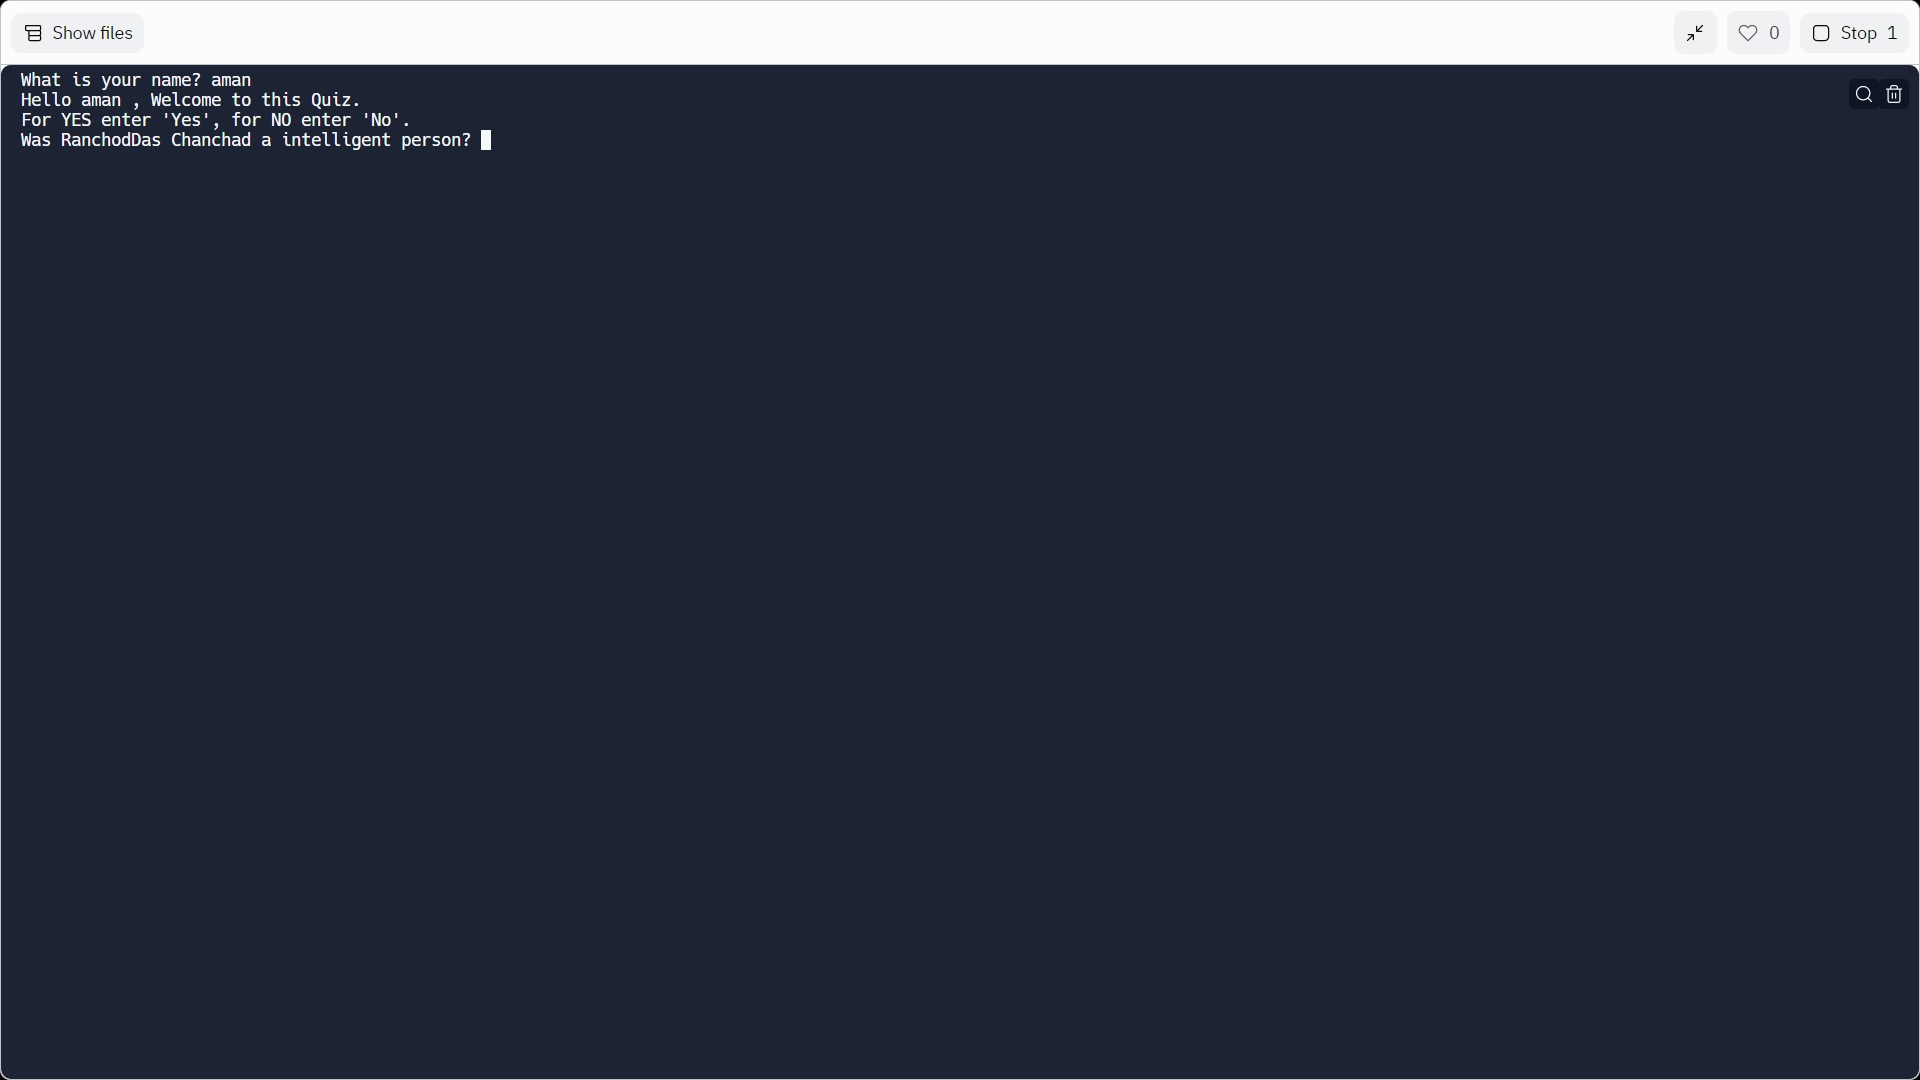 Show files
0
Stop 1
What is your name? aman
Hello aman , Welcome to this Quiz.
For YES enter 'Yes', for NO enter 'No'.
Was RanchodDas Chanchad a intelligent person?